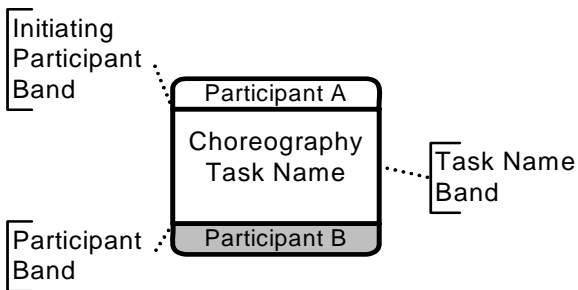 Initiating
Participant
Band
Participant A
Choreography
Task Name
Task Name
Band
Participant B
Participant
Band